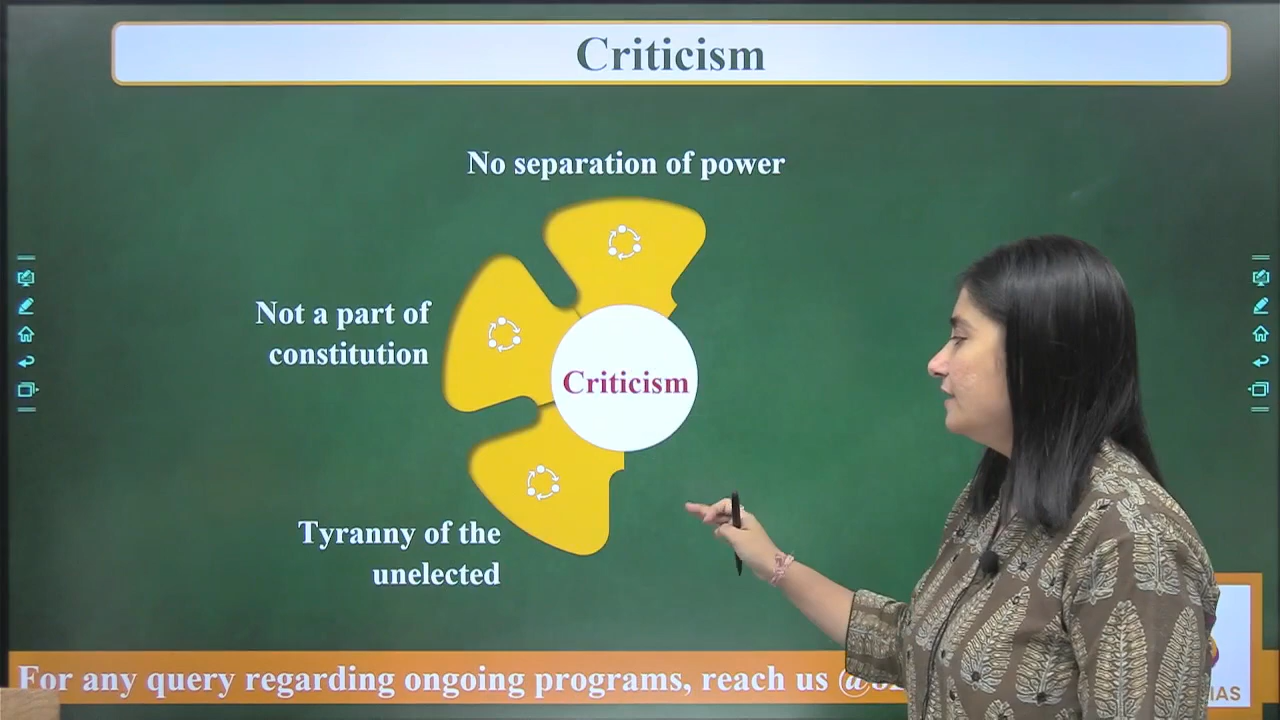 Criticism
No separation of power
Not a part of
constitution
Criticism
Tyranny of the
unelected
For any query regarding ongoing programs, reach us
IAS